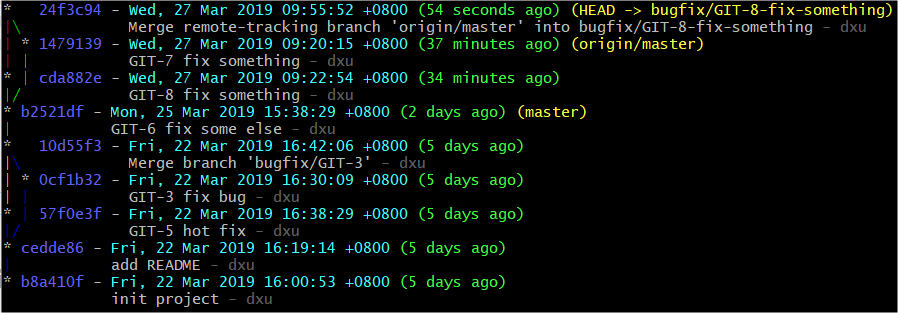 * 24f3c94 - Wed, 27 Mar 2019 09:55:52 +0800 (54 seconds ago) (HEAD -> bugfix/GIT-8-fix-something)
|\ Merge remote-tracking branch 'origin/master' into bugfix/GIT-8-fix-something - dxu
| * 1479139 - Wed, 27 Mar 2019 09:20:15 +0800 (37 minutes ago) (origin/master)
| | GIT-7 fix something - dxu
* | cda882e - Wed, 27 Mar 2019 09:22:54 +0800 (34 minutes ago)
|/ GIT-8 fix something - dxu
* b2521df - Mon, 25 Mar 2019 15:38:29 +0800 (2 days ago) (master)
| GIT-6 fix some else - dxu
* 10d55f3 - Fri, 22 Mar 2019 16:42:06 +0800 (5 days ago)
|\ Merge branch 'bugfix/GIT-3' - dxu
| * 0cf1b32 - Fri, 22 Mar 2019 16:30:09 +0800 (5 days ago)
| | GIT-3 fix bug - dxu
* | 57f0e3f - Fri, 22 Mar 2019 16:38:29 +0800 (5 days ago)
|/ GIT-5 hot fix - dxu
* cedde86 - Fri, 22 Mar 2019 16:19:14 +0800 (5 days ago)
| add README - dxu
* b8a410f - Fri, 22 Mar 2019 16:00:53 +0800 (5 days ago)
init project - dxu